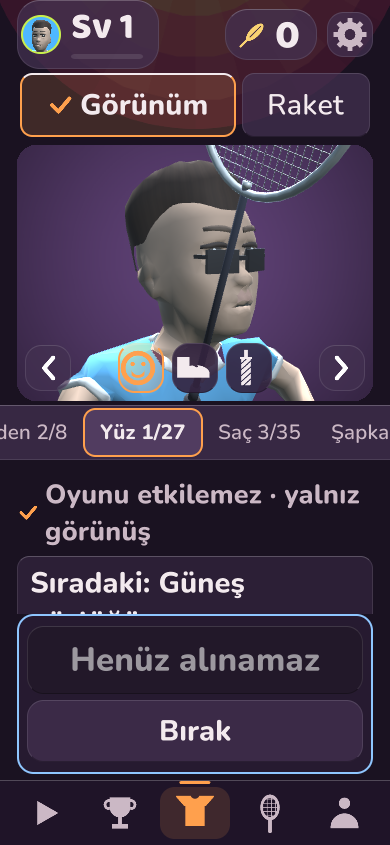 Sv 1
0
Görünüm
Raket
den 2/8
Yüz 1/27
Saç 3/35
Şapka
Oyunu etkilemez · yalnız
görünüş
Sıradaki: Güneş
Henüz alınamaz
Bırak